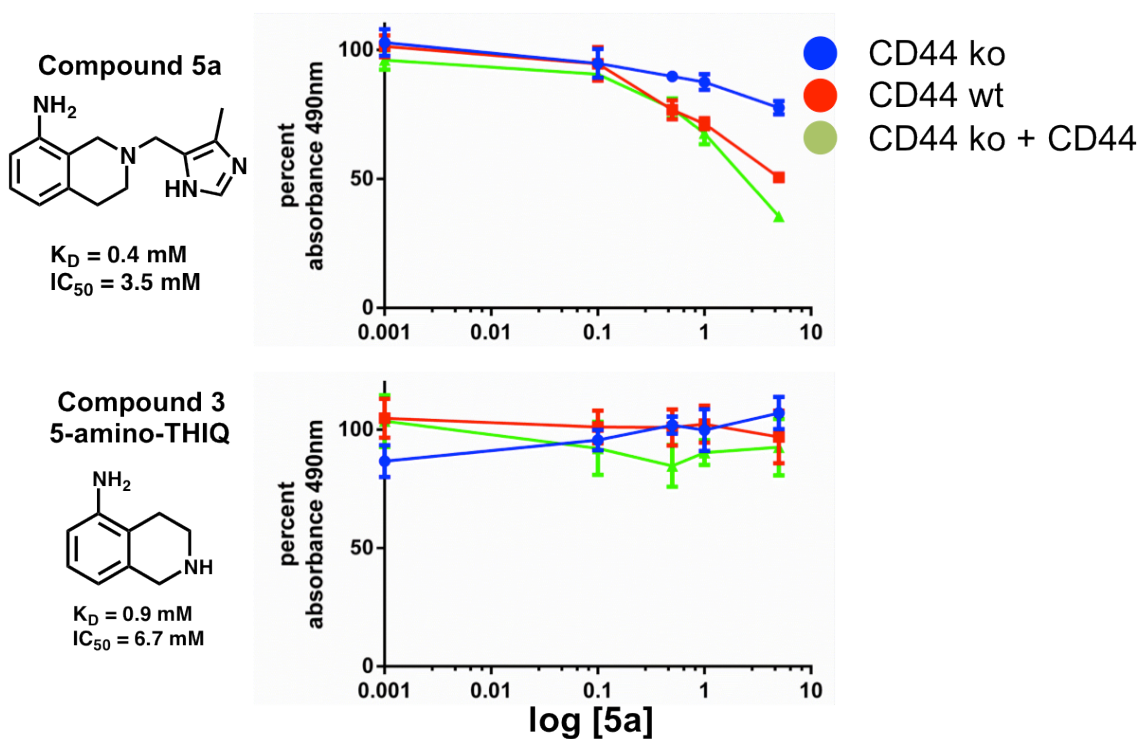 Compound 5a
NH2
N
N
HN
KD = 0.4 mM
IC50 = 3.5 mM
percent
absorbance 490nm
100
50
0
0.001 0.01 0.1 1 10
CD44 ko
CD44 wt
CD44 ko + CD44
Compound 3
5-amino-THIQ
NH2
NH
KD = 0.9 mM
IC50 = 6.7 mM
percent
absorbance 490nm
100
50
0
0.001 0.01 0.1 1 10
log [5a]